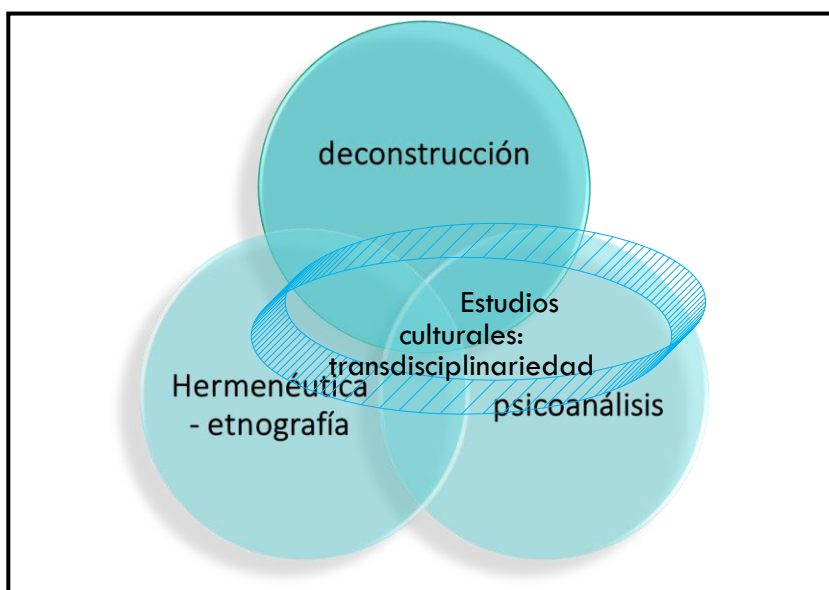 deconstrucción
Estudios
culturales:
transdisciplinariedad
Hermenéutica
- etnografía
psicoanálisis